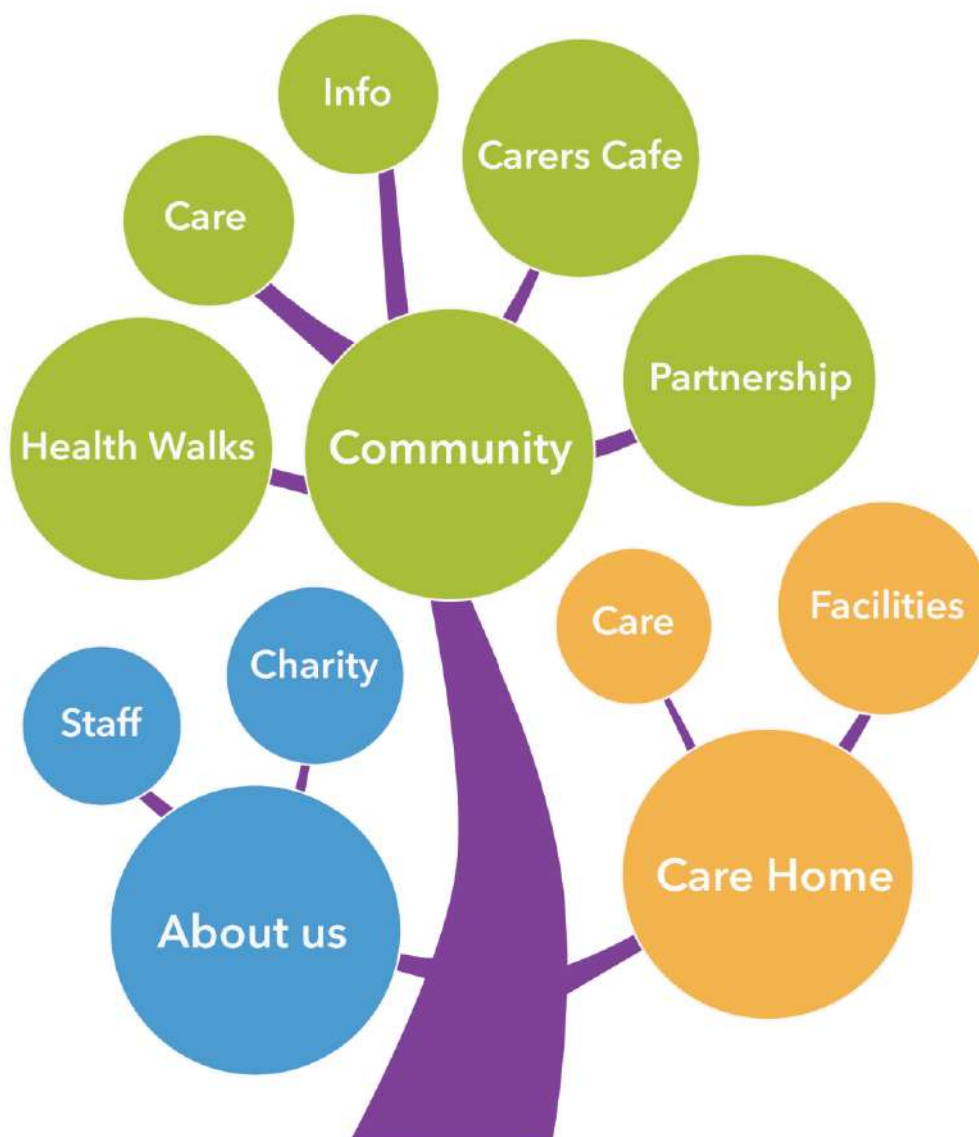 Info
Carers Cafe
Care
Partnership
Health Walks
Community
Facilities
Care
Charity
Staff
Care Home
About us